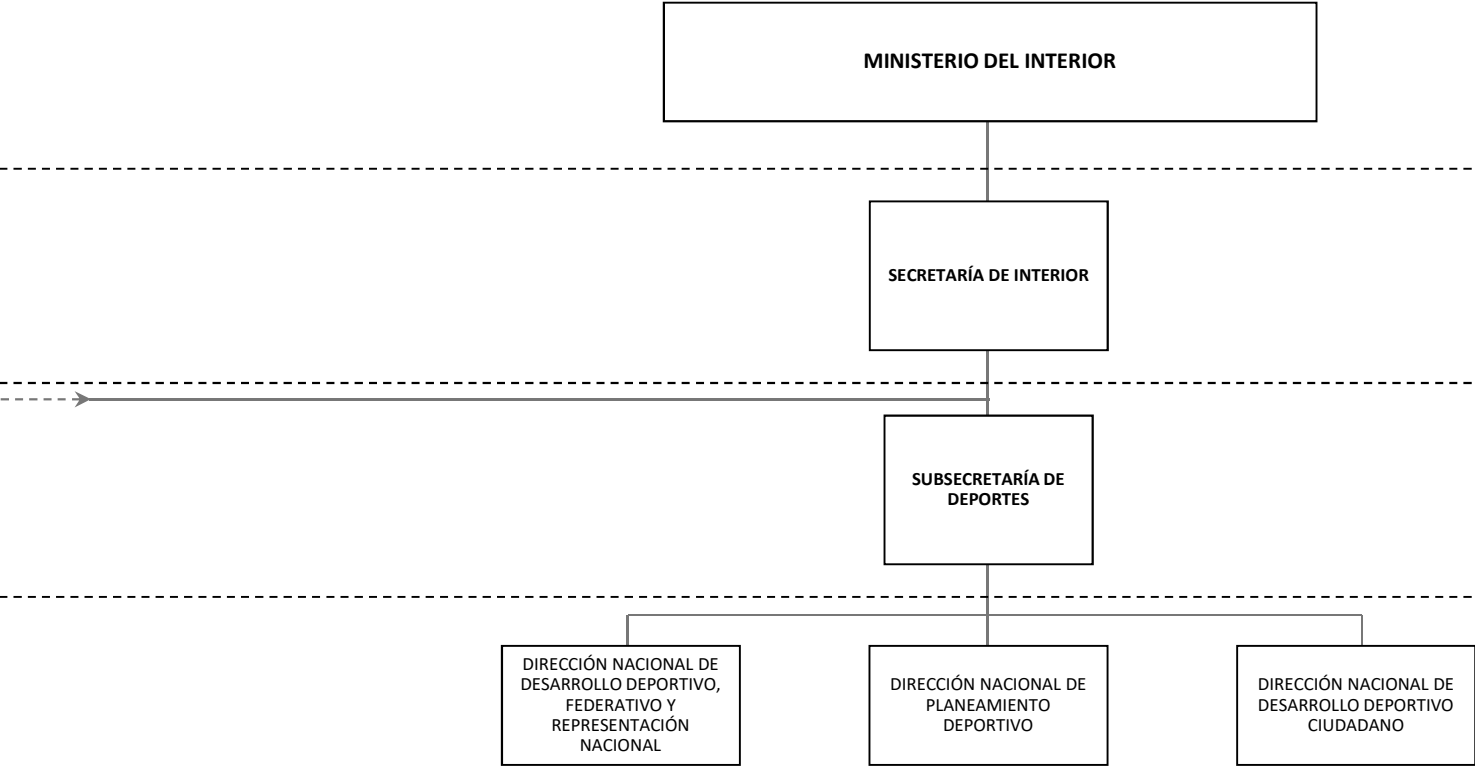 MINISTERIO DEL INTERIOR
SECRETARÍA DE INTERIOR
SUBSECRETARÍA DE
DEPORTES
DIRECCIÓN NACIONAL DE
DESARROLLO DEPORTIVO,
FEDERATIVO Y
REPRESENTACIÓN
NACIONAL
DIRECCIÓN NACIONAL DE
PLANEAMIENTO
DEPORTIVO
DIRECCIÓN NACIONAL DE
DESARROLLO DEPORTIVO
CIUDADANO